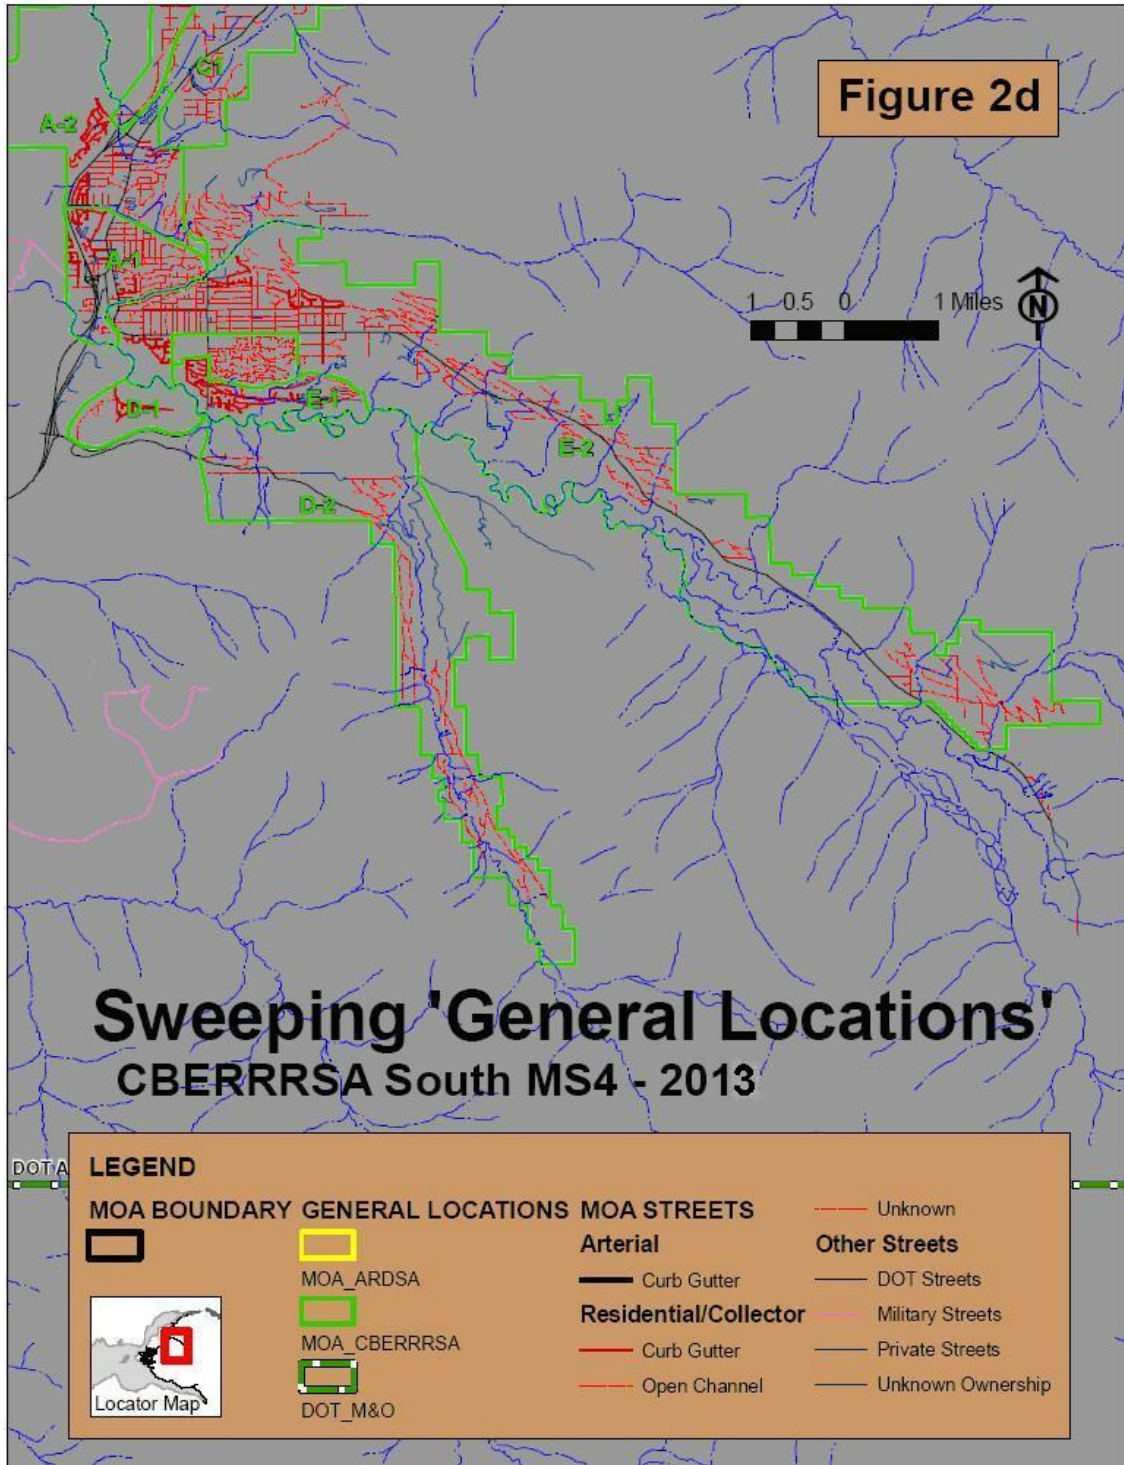 C1
Figure 2d
A-2
A-1
1 0.5 0 1 Miles
N
D-1
E-1
E-2
D-2
Sweeping 'General Locations'
CBERRRSA South MS4 - 2013
DOT A
LEGEND
MOA BOUNDARY
GENERAL LOCATIONS
MOA_ARDSA
MOA_CBERRRSA
DOT_M&O
Locator Map
MOA STREETS
Arterial
Curb Gutter
Residential/Collector
Curb Gutter
Open Channel
Unknown
Other Streets
DOT Streets
Military Streets
Private Streets
Unknown Ownership